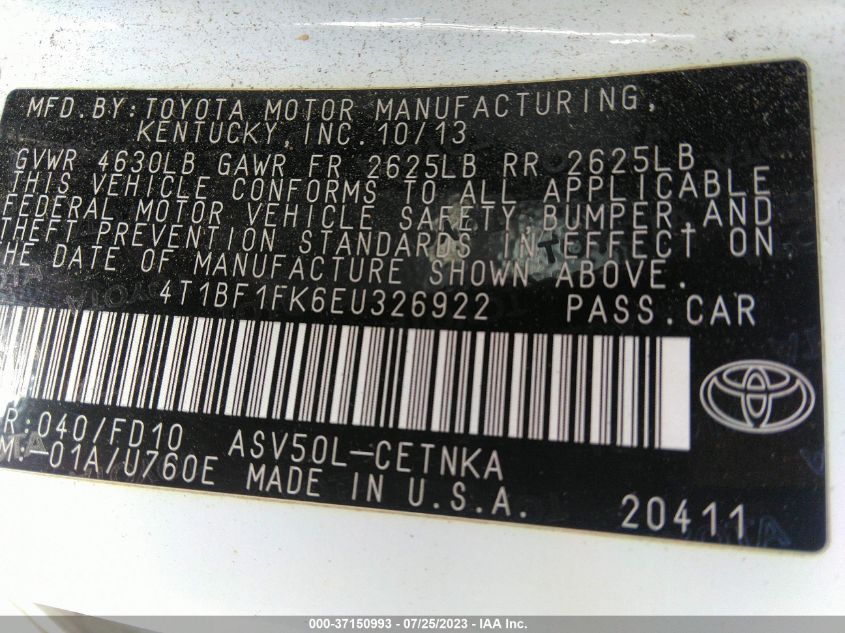 MFD.BY:TOYOTA MOTOR MANUFACTURING,
KENTUCKY,INC.10/13
GVWR 4630LB GAWR FR 2625LB RR 2625LB
THIS VEHICLE CONFORMS TO ALL APPLICABLE
FEDERAL MOTOR VEHICLE SAFETY,BUMPER,AND
THEFT PREVENTION STANDARDS IN EFFECT ON
THE DATE OF MANUFACTURE SHOWN ABOVE.
4T1BF1FK6EU326922 PASS.CAR
R:040/FD10 ASV50L-CETNKA
M:-01A/U760E MADE IN U.S.A. 20411
000-37150993 - 07/25/2023 - IAA Inc.